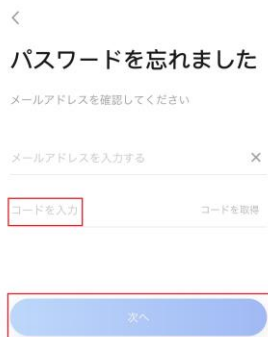 パスワードを忘れました
メールアドレスを確認してください
メールアドレスを入力する
コードを入力
コードを取得
次へ